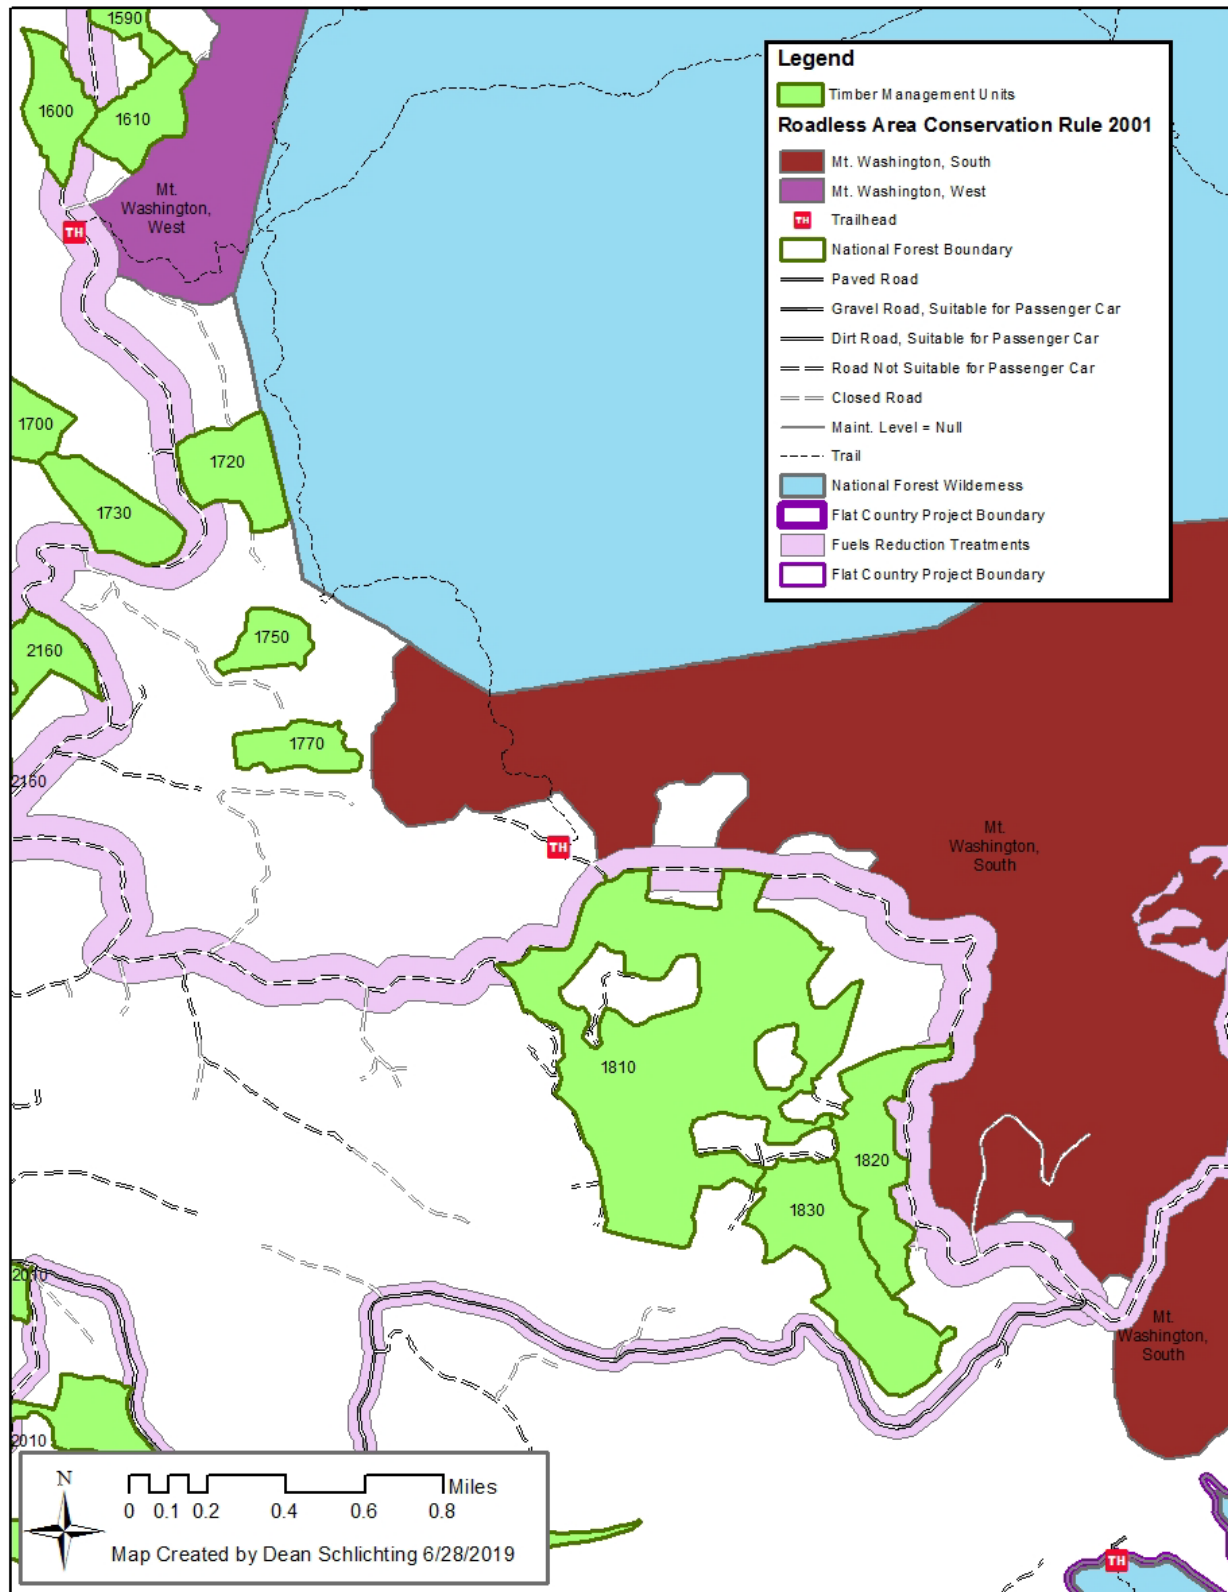 1590
1600
1610
Mt.
Washington,
West
TH
1700
1720
1730
1750
2160
1770
2160
TH
Mt.
Washington,
South
1810
1820
1830
2010
Mt.
Washington,
South
2010
TH
Legend
Timber Management Units
Roadless Area Conservation Rule 2001
Mt. Washington, South
Mt. Washington, West
TH Trailhead
National Forest Boundary
Paved Road
Gravel Road, Suitable for Passenger Car
Dirt Road, Suitable for Passenger Car
Road Not Suitable for Passenger Car
Closed Road
Maint. Level = Null
Trail
National Forest Wilderness
Flat Country Project Boundary
Fuels Reduction Treatments
Flat Country Project Boundary
N
Miles
0 0.1 0.2 0.4 0.6 0.8
Map Created by Dean Schlichting 6/28/2019